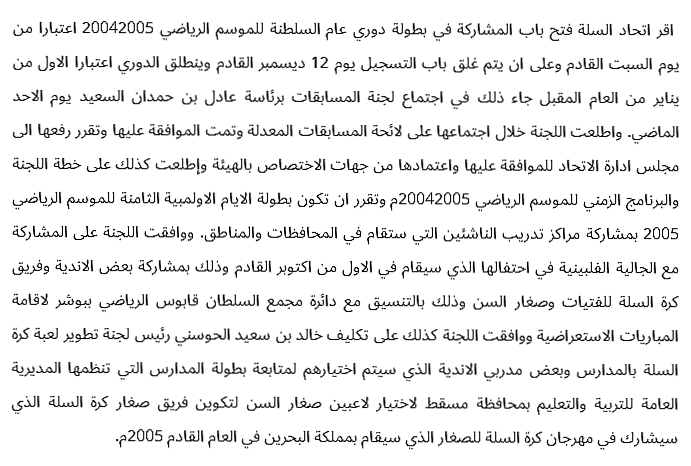 اقر اتحاد السلة فتح باب المشاركة في بطولة دوري عام السلطنة للموسم الرياضي 20042005 اعتبارا من
يوم السبت القادم وعلى ان يتم غلق باب التسجيل يوم 12 ديسمبر القادم وينطلق الدوري اعتبارا الاول من
يناير من العام المقبل جاء ذلك في اجتماع لجنة المسابقات برئاسة عادل بن حمدان السعيد يوم الاحد
الماضي. واطلعت اللجنة خلال اجتماعها على لائحة المسابقات المعدلة وتمت الموافقة عليها وتقرر رفعها الى
مجلس ادارة الاتحاد للموافقة عليها واعتمادها من جهات الاختصاص بالهيئة وإطلعت كذلك على خطة اللجنة
والبرنامج الزمني للموسم الرياضي 20042005م وتقرر ان تكون بطولة الايام الاولمبية الثامنة للموسم الرياضي
2005 بمشاركة مراكز تدريب الناشئين التي ستقام في المحافظات والمناطق. ووافقت اللجنة على المشاركة
مع الجالية الفلبينية في احتفالها الذي سيقام في الاول من اكتوبر القادم وذلك بمشاركة بعض الاندية وفريق
كرة السلة للفتيات وصغار السن وذلك بالتنسيق مع دائرة مجمع السلطان قابوس الرياضي ببوشر لاقامة
المباريات الاستعراضية ووافقت اللجنة كذلك على تكليف خالد بن سعيد الحوسني رئيس لجنة تطوير لعبة كرة
السلة بالمدارس وبعض مدربي الاندية الذي سيتم اختيارهم لمتابعة بطولة المدارس التي تنظمها المديرية
العامة للتربية والتعليم بمحافظة مسقط لاختيار لاعبين صغار السن لتكوين فريق صغار كرة السلة الذي
سيشارك في مهرجان كرة السلة للصغار الذي سيقام بمملكة البحرين في العام القادم 2005م.